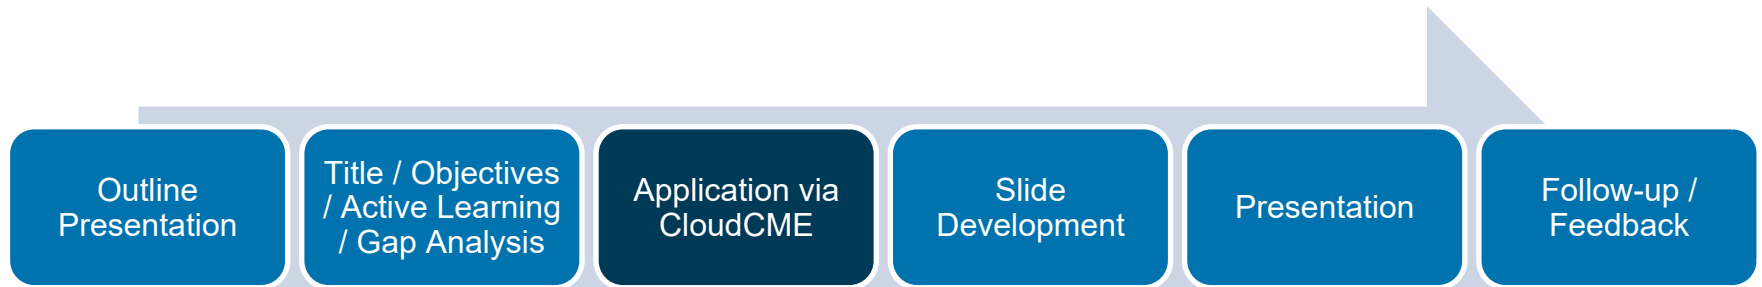 Outline
Presentation
Title / Objectives
/ Active Learning
/ Gap Analysis
Application via
CloudCME
Slide
Development
Presentation
Follow-up /
Feedback